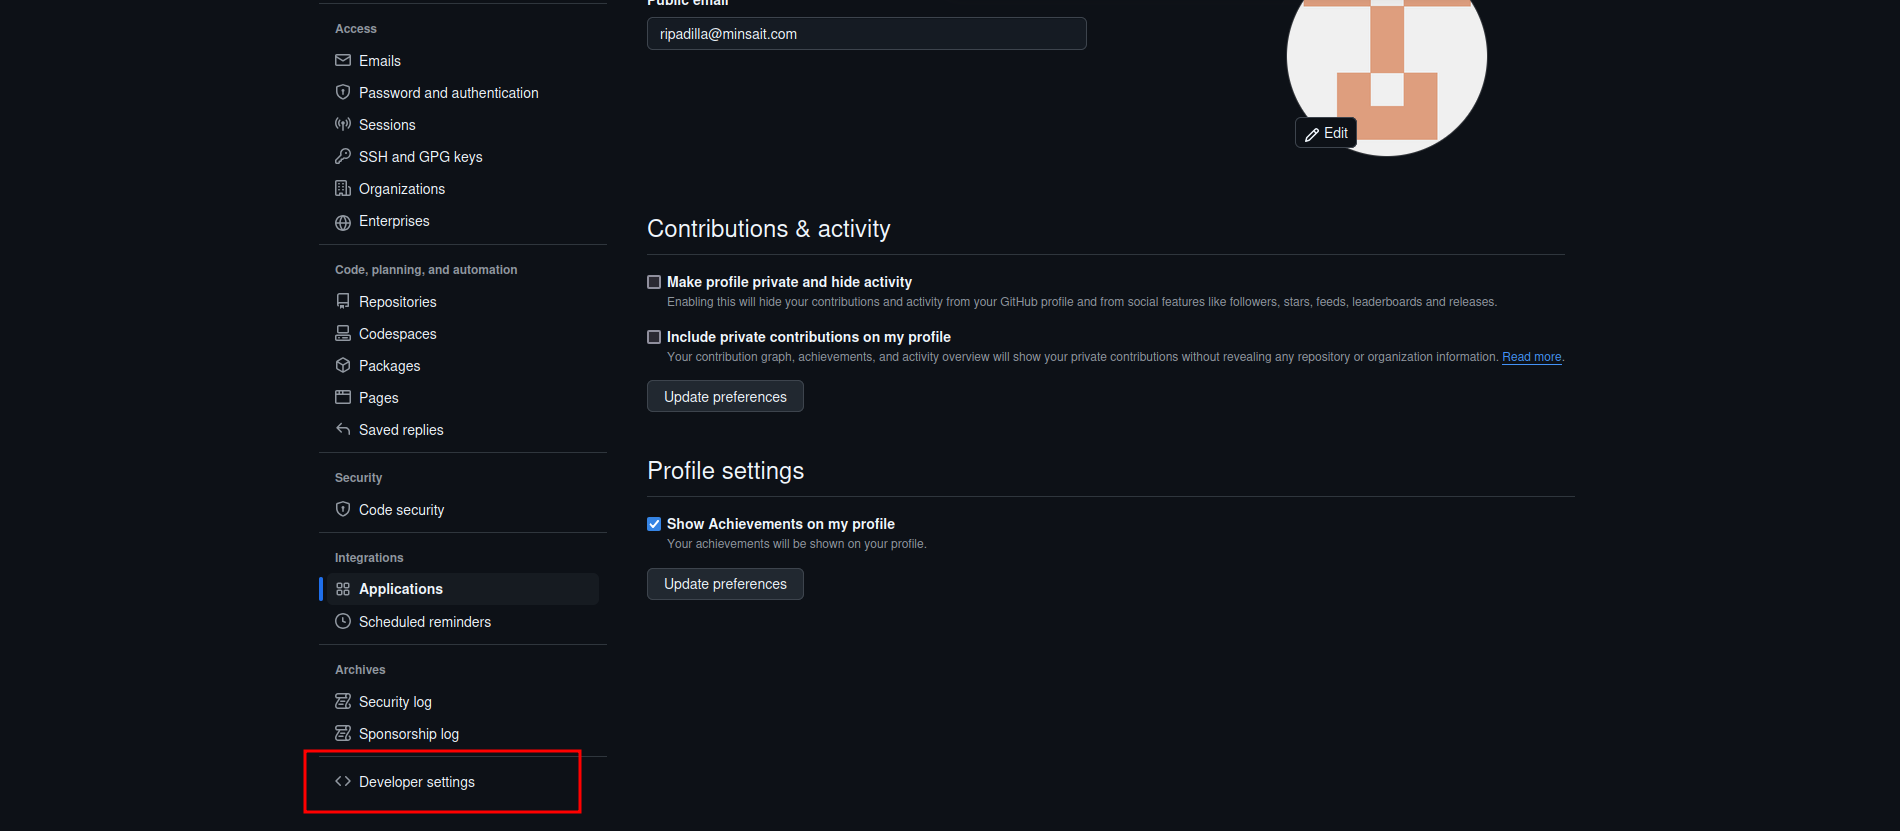 Access
Emails
Password and authentication
Sessions
SSH and GPG keys
Organizations
Enterprises
Code, planning, and automation
Repositories
Codespaces
Packages
Pages
Saved replies
Security
Code security
Integrations
Applications
Scheduled reminders
Archives
Security log
Sponsorship log
Developer settings
Public email
ripadilla@minsait.com
Edit
Contributions & activity
Make profile private and hide activity
Enabling this will hide your contributions and activity from your GitHub profile and from social features like followers, stars, feeds, leaderboards and releases.
Include private contributions on my profile
Your contribution graph, achievements, and activity overview will show your private contributions without revealing any repository or organization information. Read more.
Update preferences
Profile settings
Show Achievements on my profile
Your achievements will be shown on your profile.
Update preferences